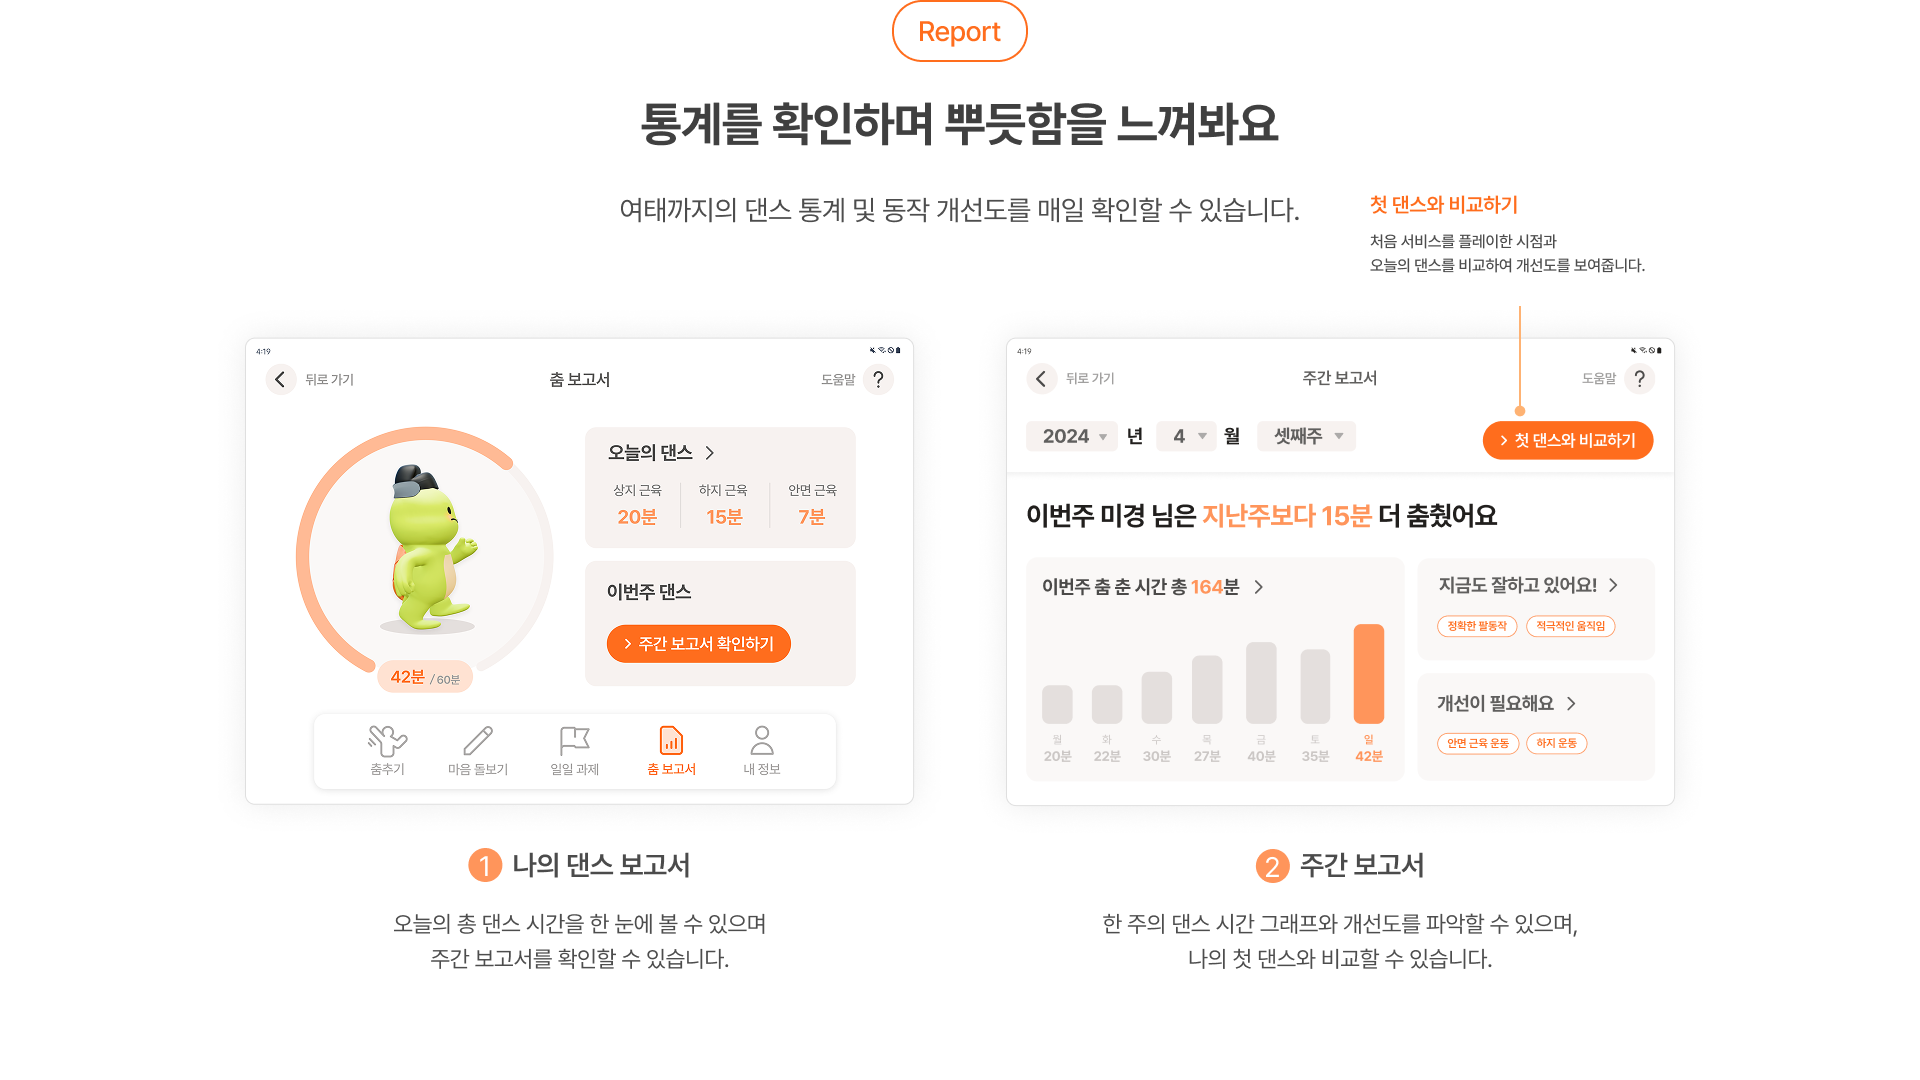 Report
통계를 확인하며 뿌듯함을 느껴봐요
여태까지의 댄스 통계 및 동작 개선도를 매일 확인할 수 있습니다.
첫 댄스와 비교하기
처음 서비스를 플레이한 시점과
오늘의 댄스를 비교하여 개선도를 보여줍니다.
4:19
뒤로 가기
춤 보고서
도움말 ?
오늘의 댄스 >
상지 근육 하지 근육 안면 근육
20분 15분 7분
이번주 댄스
> 주간 보고서 확인하기
42분 /60분
춤추기 마음 돌보기 일일 과제 춤 보고서 내 정보
4:19
뒤로 가기
주간 보고서
도움말 ?
2024 년 4 월 셋째주
> 첫 댄스와 비교하기
이번주 미경 님은 지난주보다 15분 더 춤췄어요
이번주 춤 춘 시간 총 164분 >
월 화 수 목 금 토 일
20분 22분 30분 27분 40분 35분 42분
지금도 잘하고 있어요! >
정확한 팔동작 적극적인 움직임
개선이 필요해요 >
안면 근육 운동 하지 운동
1 나의 댄스 보고서
오늘의 총 댄스 시간을 한 눈에 볼 수 있으며
주간 보고서를 확인할 수 있습니다.
2 주간 보고서
한 주의 댄스 시간 그래프와 개선도를 파악할 수 있으며,
나의 첫 댄스와 비교할 수 있습니다.